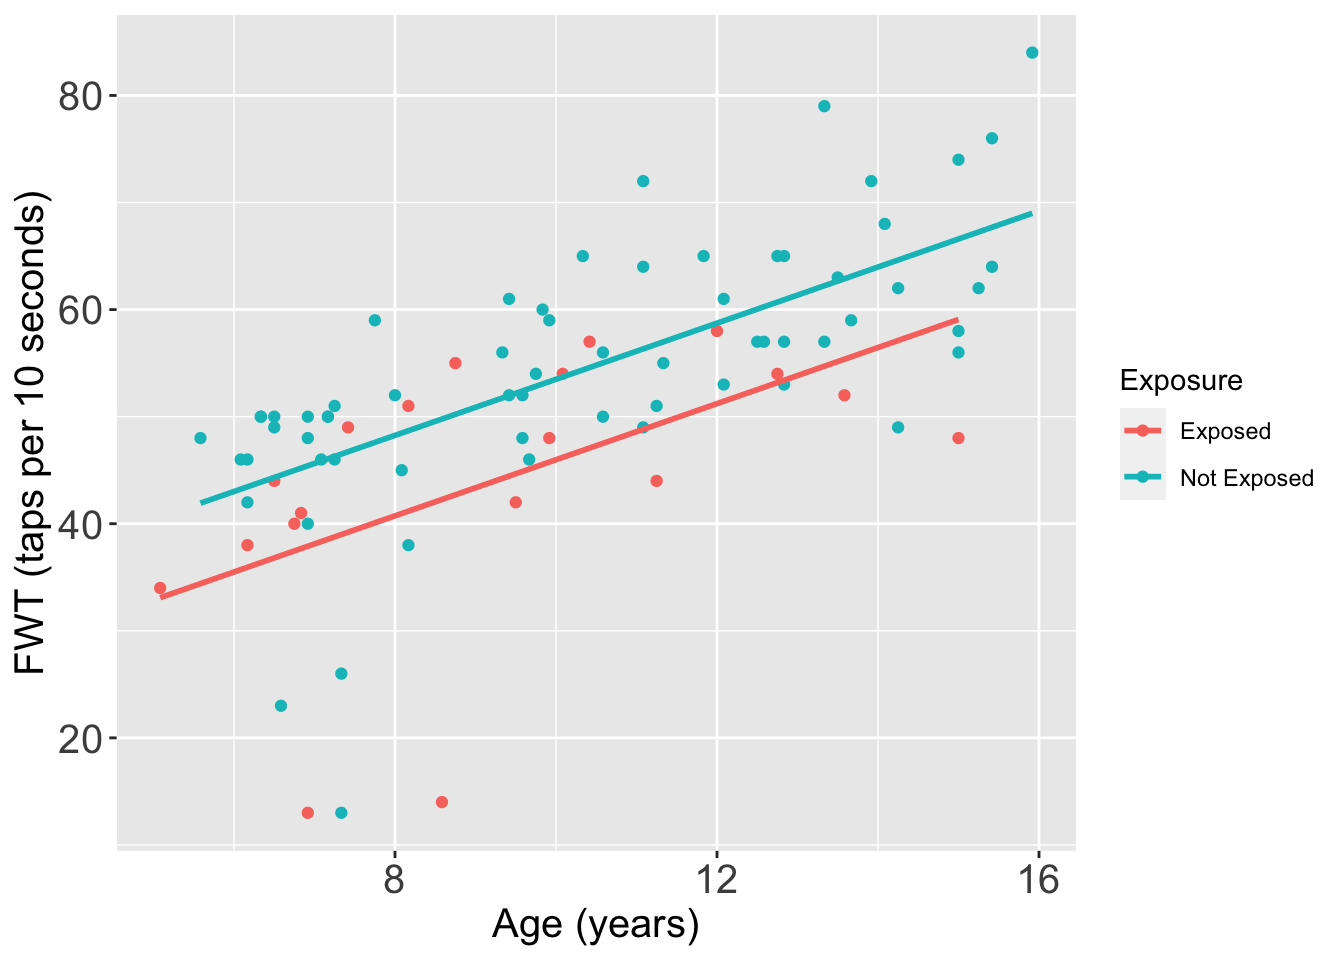 80
60
40
20
FWT (taps per 10 seconds)
8 12 16
Age (years)
Exposure
Exposed
Not Exposed